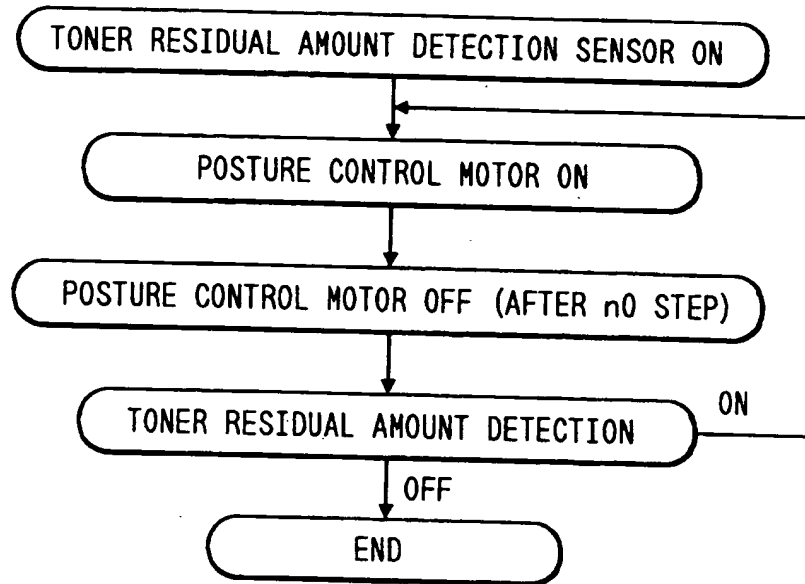 TONER RESIDUAL AMOUNT DETECTION SENSOR ON
POSTURE CONTROL MOTOR ON
POSTURE CONTROL MOTOR OFF (AFTER n0 STEP)
TONER RESIDUAL AMOUNT DETECTION
ON
OFF
END